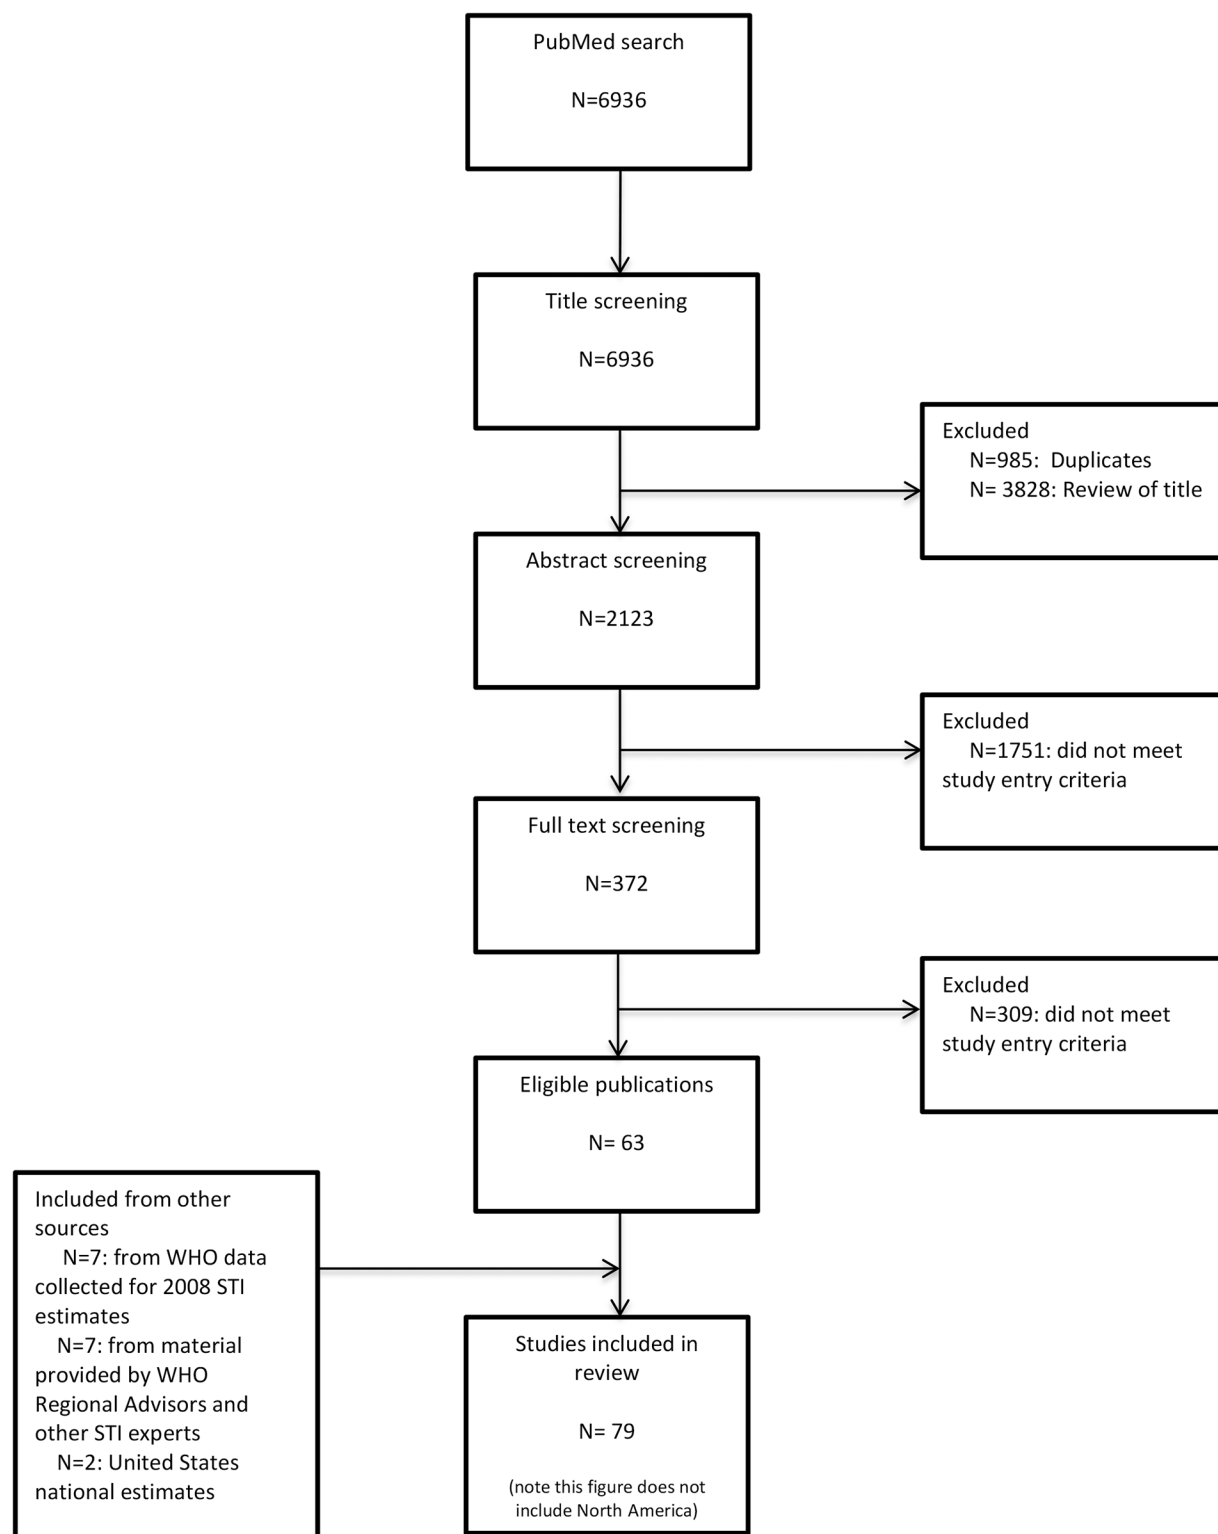 PubMed search
N=6936
Title screening
N=6936
Excluded
N=985:  Duplicates
N= 3828: Review of title
Abstract screening
N=2123
Excluded
N=1751: did not meet
study entry criteria
Full text screening
N=372
Excluded
N=309: did not meet
study entry criteria
Eligible publications
N= 63
Included from other
sources
N=7: from WHO data
collected for 2008 STI
estimates
N=7: from material
provided by WHO
Regional Advisors and
other STI experts
N=2: United States
national estimates
Studies included in
review
N= 79
(note this figure does not
include North America)